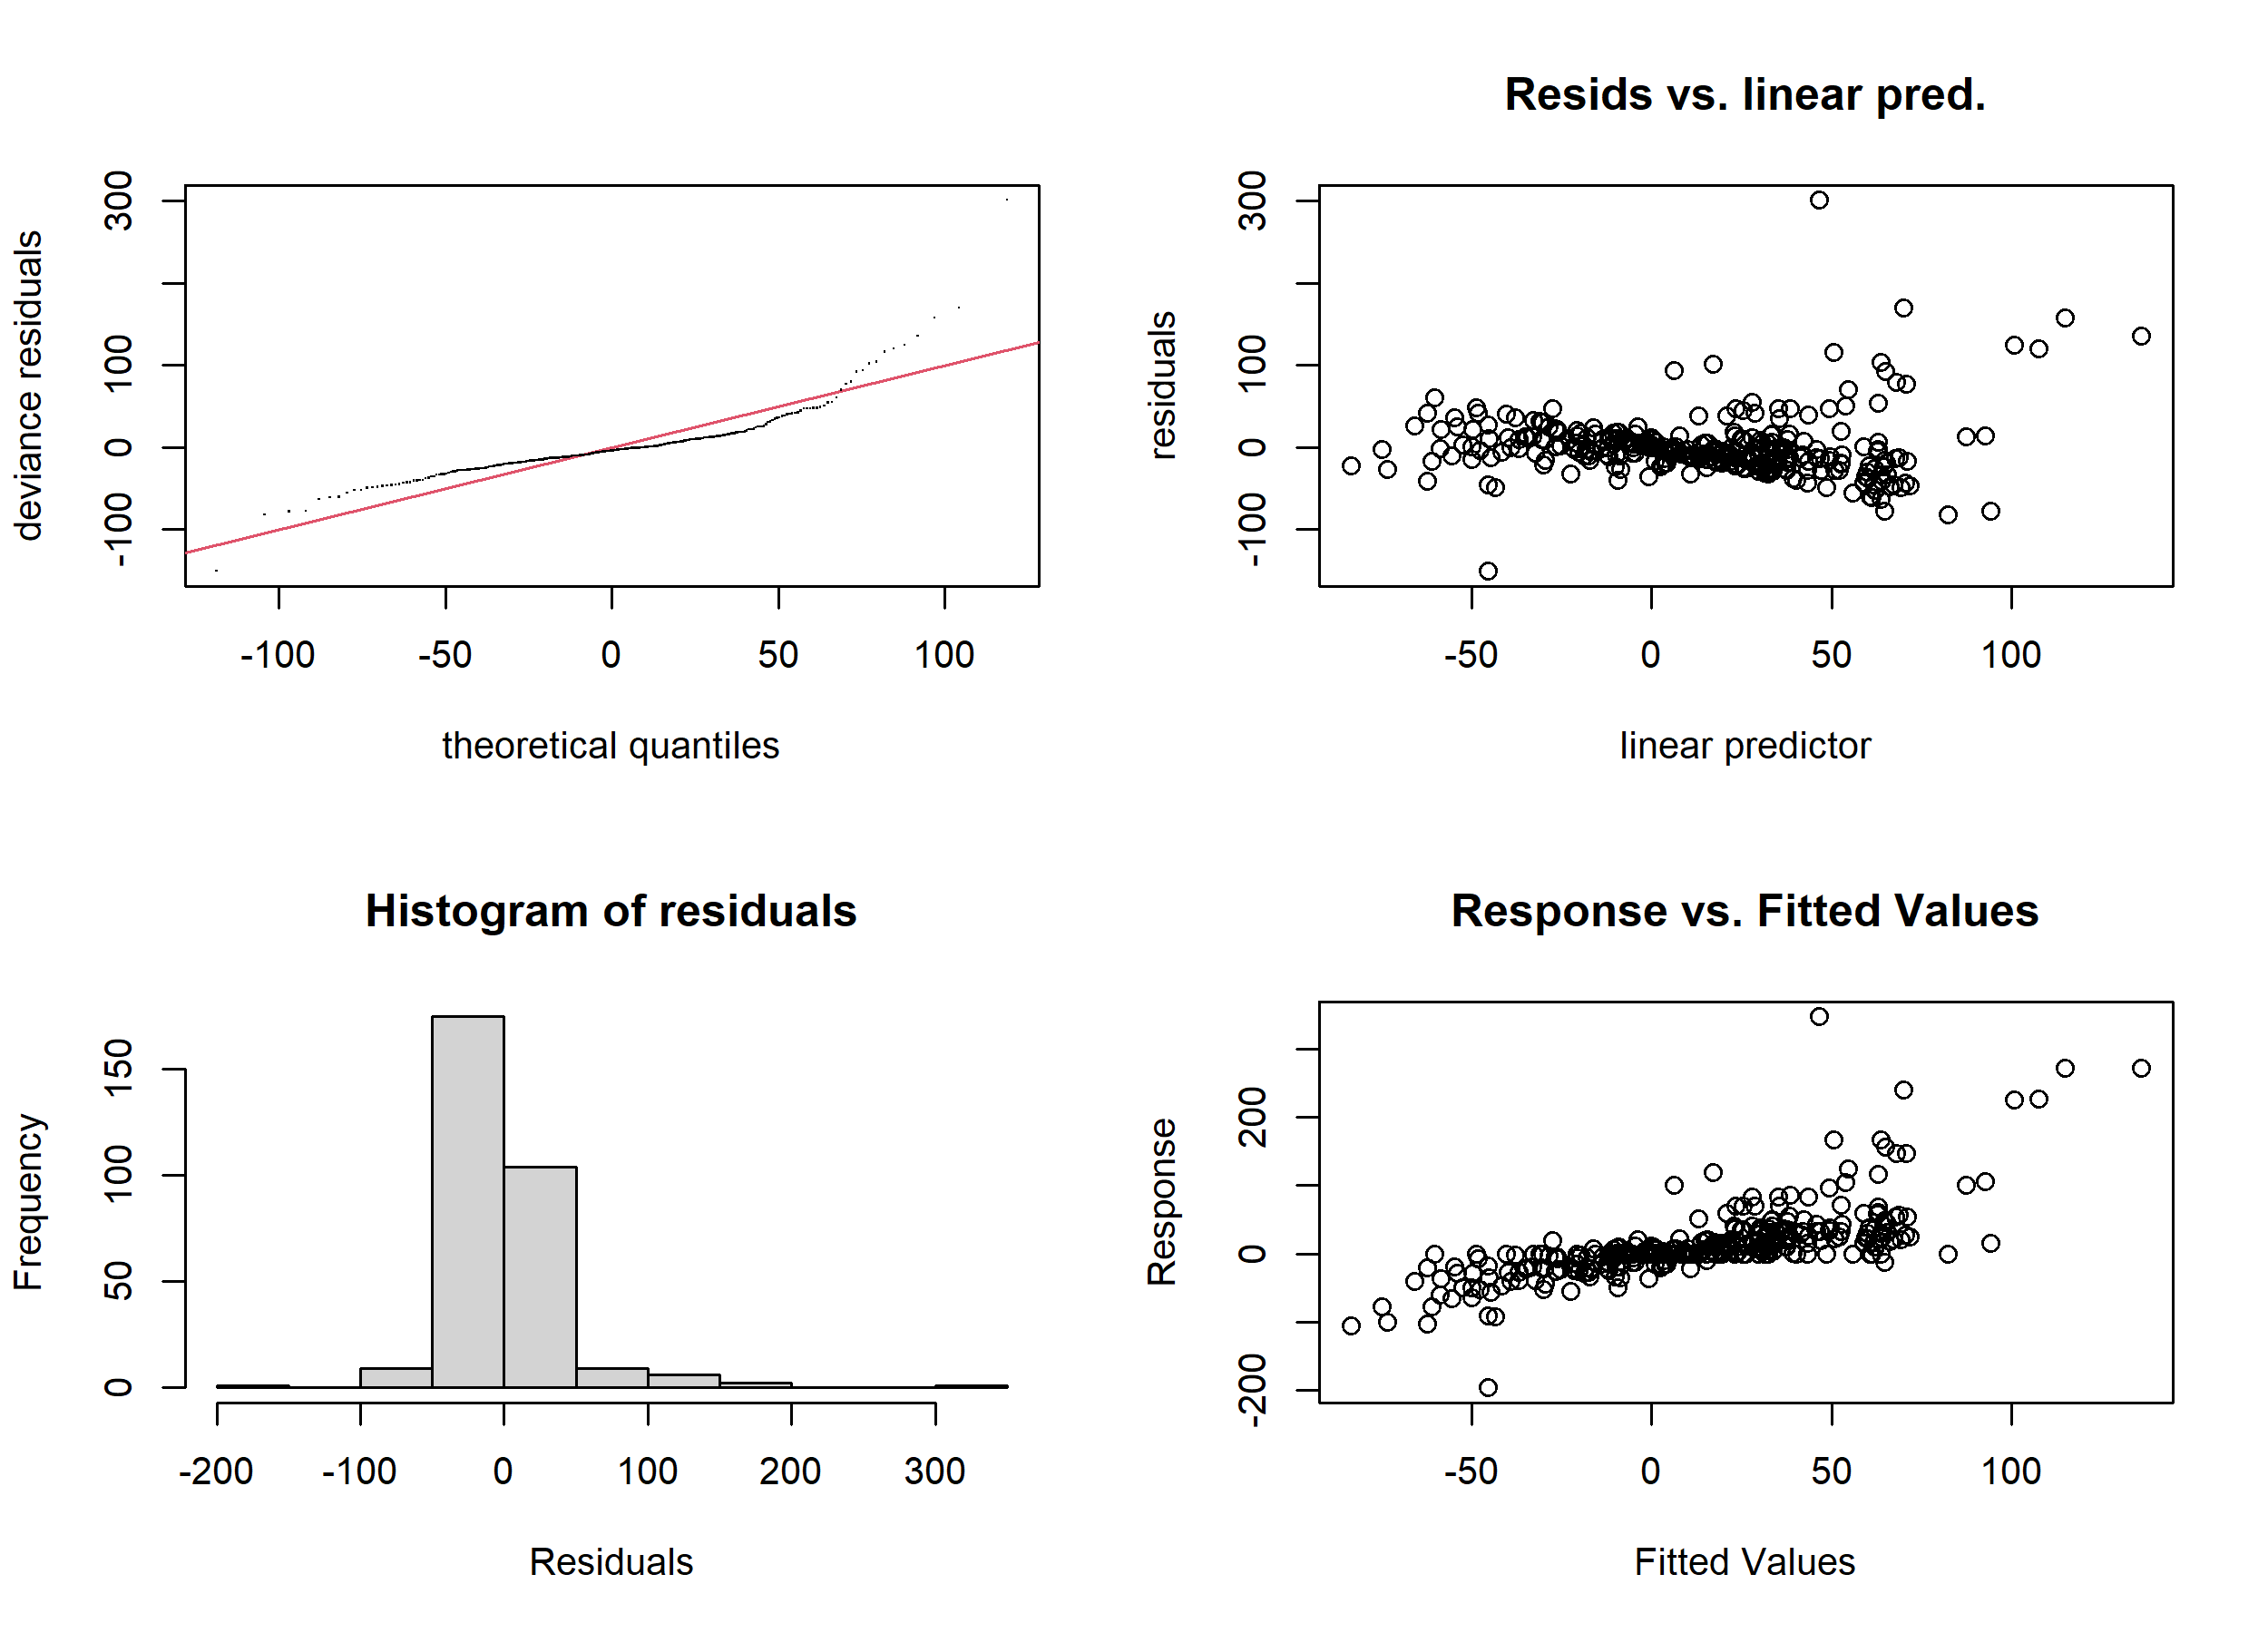 deviance residuals
300
100
0
-100
-100 -50 0 50 100
theoretical quantiles
Resids vs. linear pred.
residuals
300
100
0
-100
-50 0 50 100
linear predictor
Histogram of residuals
Frequency
150
100
50
0
-200 -100 0 100 200 300
Residuals
Response vs. Fitted Values
Response
200
0
-200
-50 0 50 100
Fitted Values